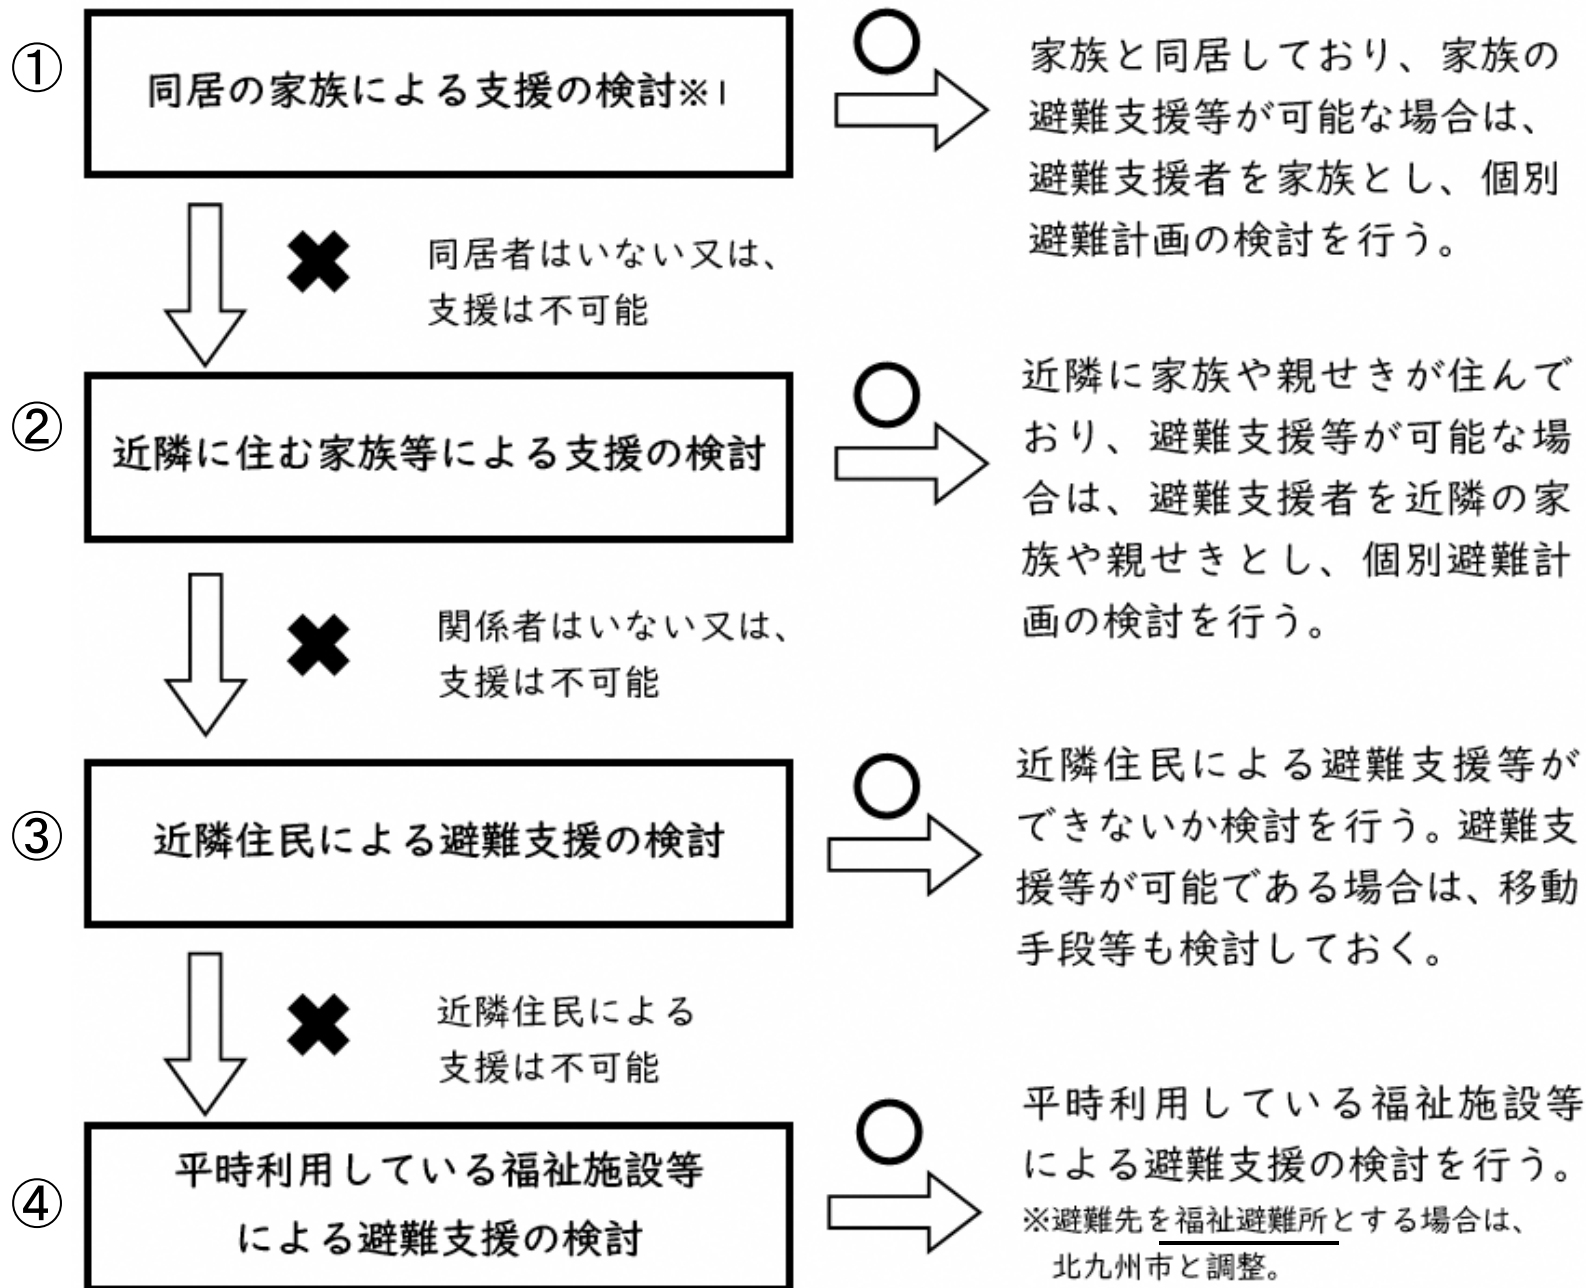 ①
同居の家族による支援の検討※1
家族と同居しており、家族の
避難支援等が可能な場合は、
避難支援者を家族とし、個別
避難計画の検討を行う。
同居者はいない又は、
支援は不可能
②
近隣に住む家族等による支援の検討
近隣に家族や親せきが住んで
おり、避難支援等が可能な場
合は、避難支援者を近隣の家
族や親せきとし、個別避難計
画の検討を行う。
関係者はいない又は、
支援は不可能
③
近隣住民による避難支援の検討
近隣住民による避難支援等が
できないか検討を行う。避難支
援等が可能である場合は、移動
手段等も検討しておく。
近隣住民による
支援は不可能
④
平時利用している福祉施設等
による避難支援の検討
平時利用している福祉施設等
による避難支援の検討を行う。
※避難先を福祉避難所とする場合は、
北九州市と調整。